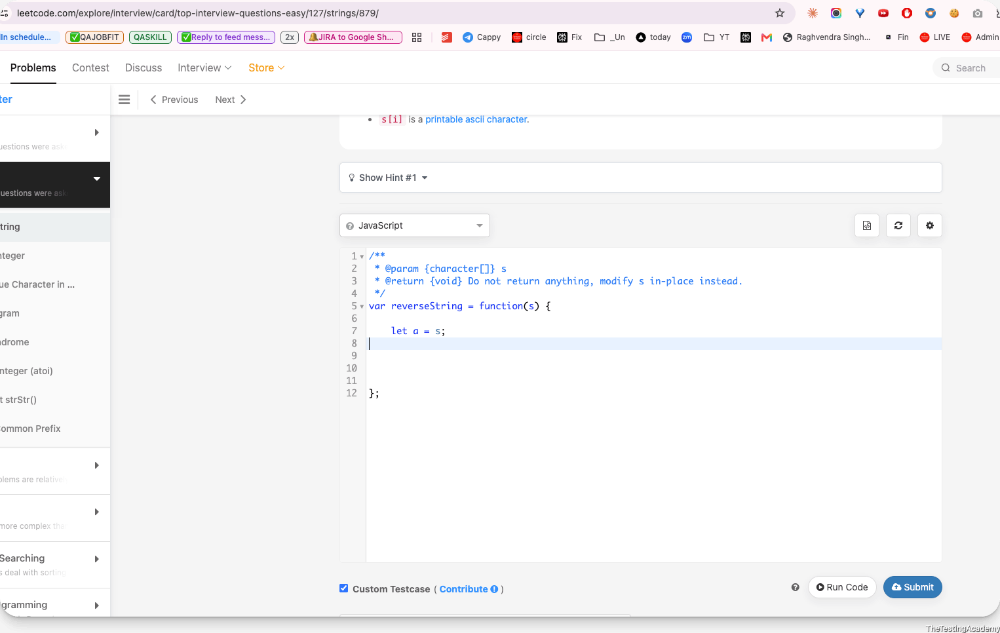 leetcode.com/explore/interview/card/top-interview-questions-easy/127/strings/879/
In schedule... QAJOBFIT QASKILL Reply to feed mess... 2x JIRA to Google Sh... Cappy circle Fix _Un today zm YT Raghvendra Singh... Fin LIVE Admin
Problems Contest Discuss Interview Store Search
ter
Previous Next
s[i] is a printable ascii character.
uestions were ask
Show Hint #1
uestions were ask
JavaScript
tring
nteger
ue Character in ...
gram
ndrome
nteger (atoi)
t strStr()
ommon Prefix
1 /**
2 * @param {character[]} s
3 * @return {void} Do not return anything, modify s in-place instead.
4 */
5 var reverseString = function(s) {
6
7 let a = s;
8
9
10
11
12 };
blems are relative
more complex tha
Searching
s deal with sorting
gramming
Custom Testcase ( Contribute )
Run Code
Submit
TheTestingAcademy